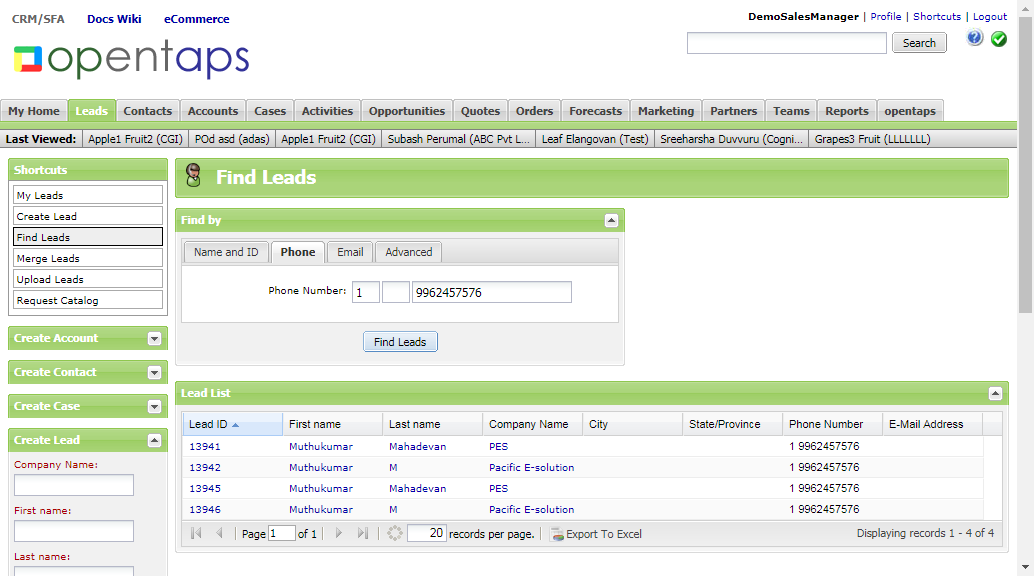 CRM/SFA Docs Wiki eCommerce
DemoSalesManager | Profile | Shortcuts | Logout
opentaps
Search
My Home Leads Contacts Accounts Cases Activities Opportunities Quotes Orders Forecasts Marketing Partners Teams Reports opentaps
Last Viewed: Apple1 Fruit2 (CGI) POd asd (adas) Apple1 Fruit2 (CGI) Subash Perumal (ABC Pvt L... Leaf Elangovan (Test) Sreeharsha Duvvuru (Cogni... Grapes3 Fruit (LLLLLLL)
Shortcuts
My Leads
Create Lead
Find Leads
Merge Leads
Upload Leads
Request Catalog
Create Account
Create Contact
Create Case
Create Lead
Company Name:
First name:
Last name:
Find Leads
Find by
Name and ID Phone Email Advanced
Phone Number: 1 9962457576
Find Leads
Lead List
Lead ID First name Last name Company Name City State/Province Phone Number E-Mail Address
13941 Muthukumar Mahadevan PES 1 9962457576
13942 Muthukumar M Pacific E-solution 1 9962457576
13945 Muthukumar Mahadevan PES 1 9962457576
13946 Muthukumar M Pacific E-solution 1 9962457576
Page 1 of 1 20 records per page. Export To Excel Displaying records 1 - 4 of 4